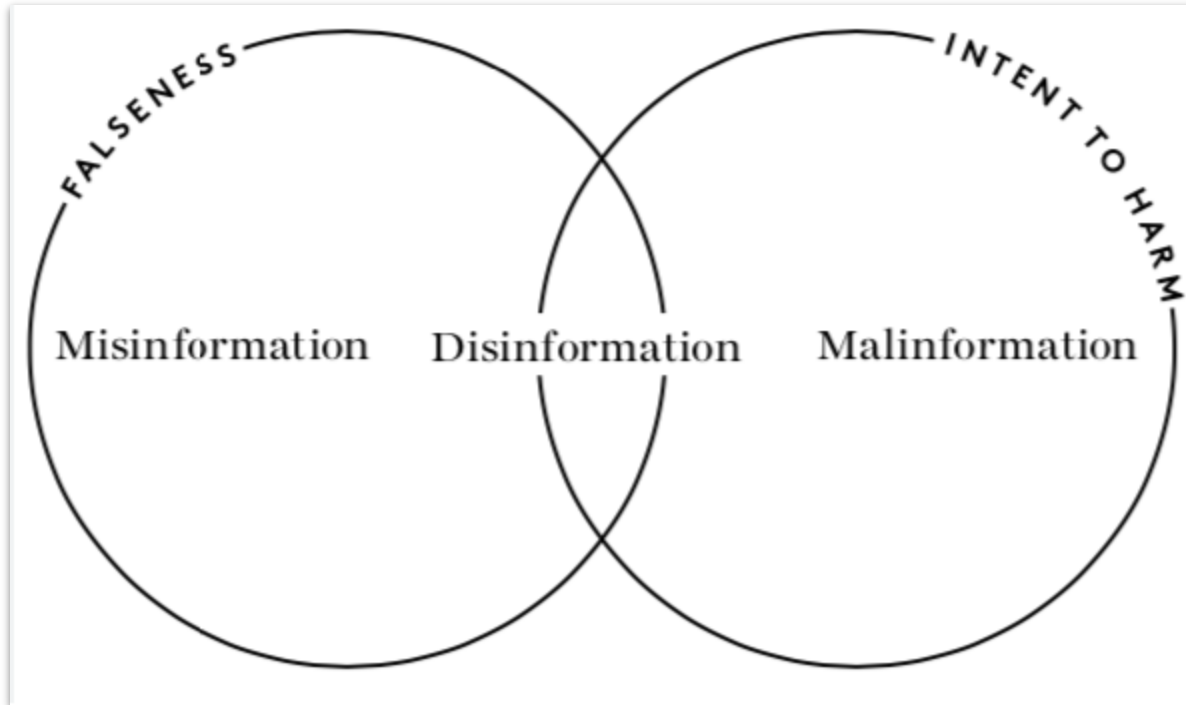 FALSENESS
INTENT TO HARM
Misinformation
Disinformation
Malinformation